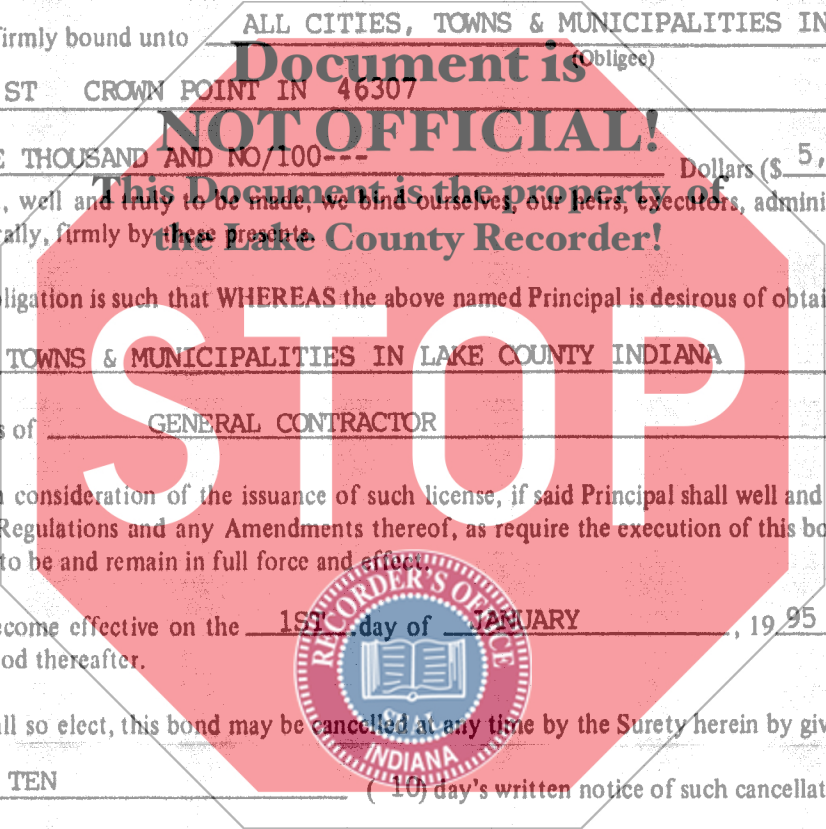 firmly bound unto ALL CITIES, TOWNS & MUNICIPALITIES IN
(Obligee)
Document is
ST CROWN POINT IN 46307
NOT OFFICIAL!
THOUSAND AND NO/100--- Dollars ($ 5,
This Document is the property of
, well and truly to be made, we bind ourselves, our heirs, executors, admini
rally, firmly by these presents.
the Lake County Recorder!
ligation is such that WHEREAS the above named Principal is desirous of obtai
STOP
TOWNS & MUNICIPALITIES IN LAKE COUNTY INDIANA
s of GENERAL CONTRACTOR
n consideration of the issuance of such license, if said Principal shall well and
Regulations and any Amendments thereof, as require the execution of this bo
to be and remain in full force and effect.
RECORDER'S OFFICE
SEAL
INDIANA
ecome effective on the 1ST day of JANUARY , 19 95
od thereafter.
ll so elect, this bond may be cancelled at any time by the Surety herein by giv
TEN ( 10) day's written notice of such cancellat